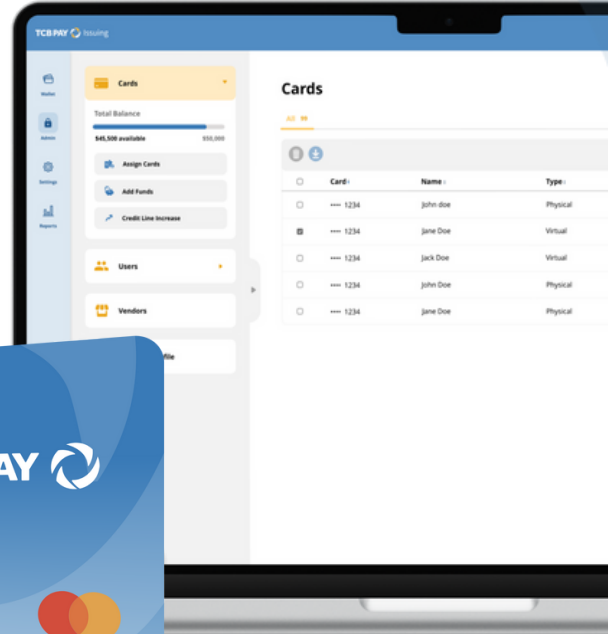 TCB PAY Issuing
Wallet
Admin
Settings
Reports
Cards
Total Balance
$45,500 available $50,000
Assign Cards
Add Funds
Credit Line Increase
Users
Vendors
file
Cards
All
Card Name Type
•••• 1234 John doe Physical
•••• 1234 Jane Doe Virtual
•••• 1234 Jack Doe Virtual
•••• 1234 John Doe Physical
•••• 1234 Jane Doe Physical
AY